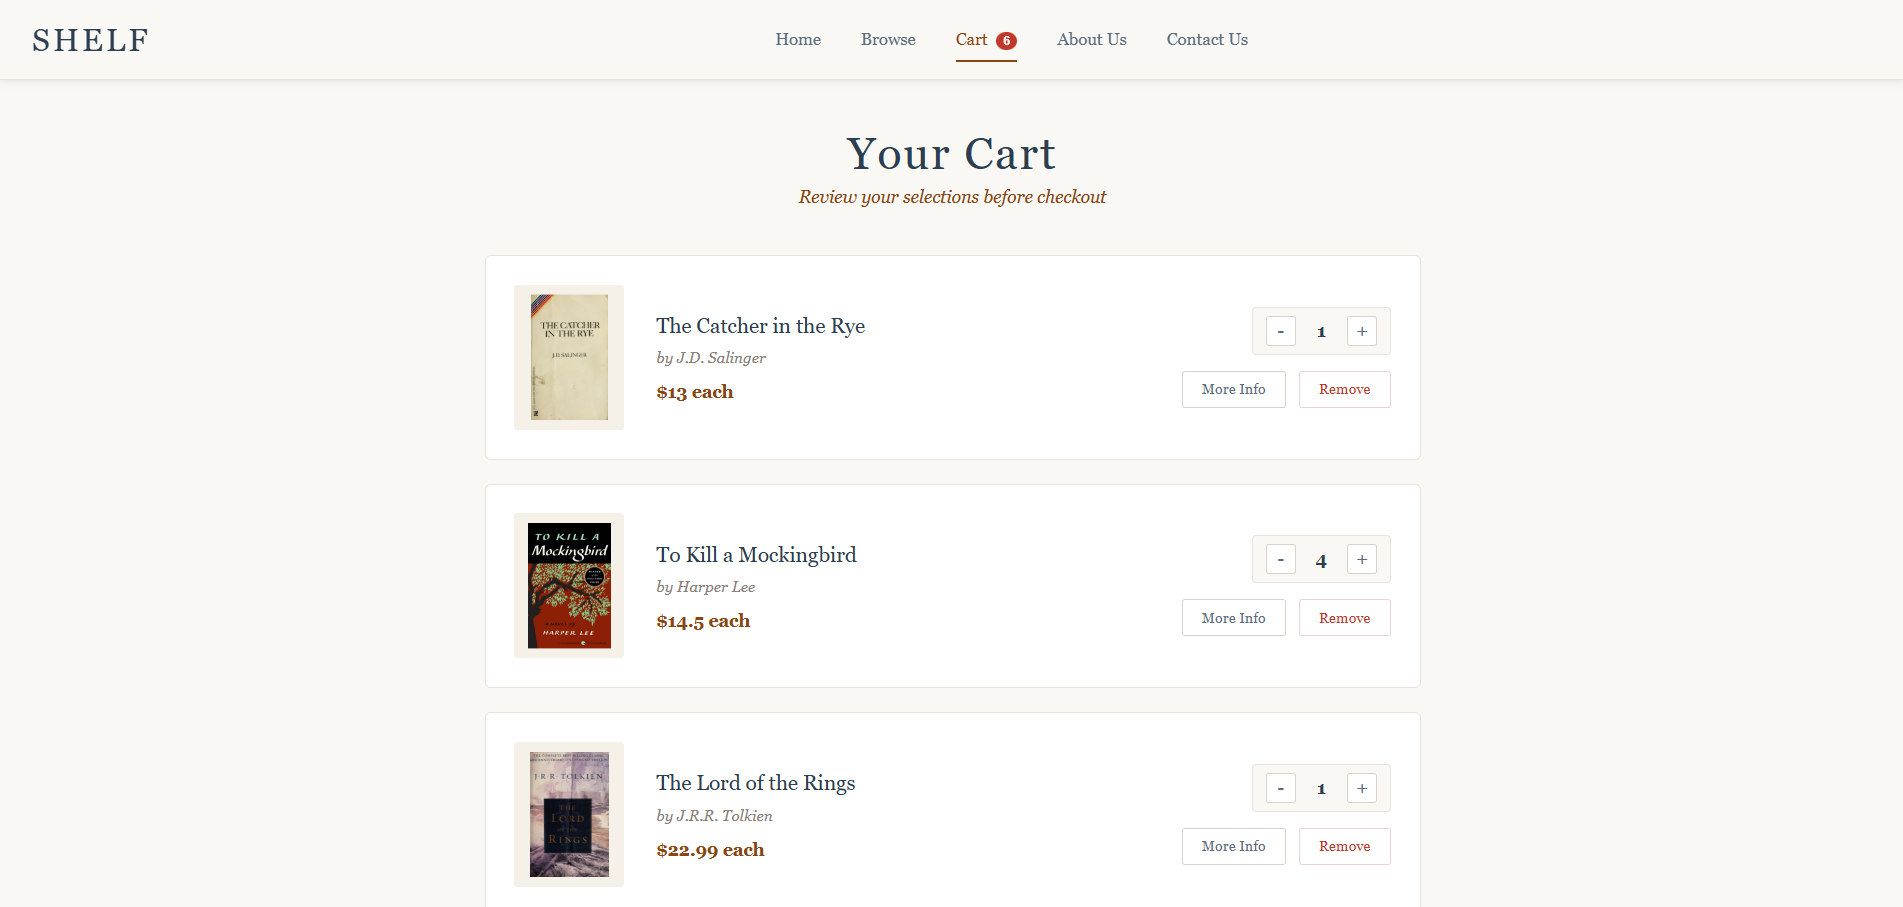 SHELF
Home Browse Cart 6 About Us Contact Us
Your Cart
Review your selections before checkout
THE CATCHER
IN THE RYE
J.D. SALINGER
The Catcher in the Rye
by J.D. Salinger
$13 each
- 1 +
More Info Remove
TO KILL A
Mockingbird
HARPER LEE
To Kill a Mockingbird
by Harper Lee
$14.5 each
- 4 +
More Info Remove
J·R·R TOLKIEN
THE
LORD
OF THE
RINGS
The Lord of the Rings
by J.R.R. Tolkien
$22.99 each
- 1 +
More Info Remove